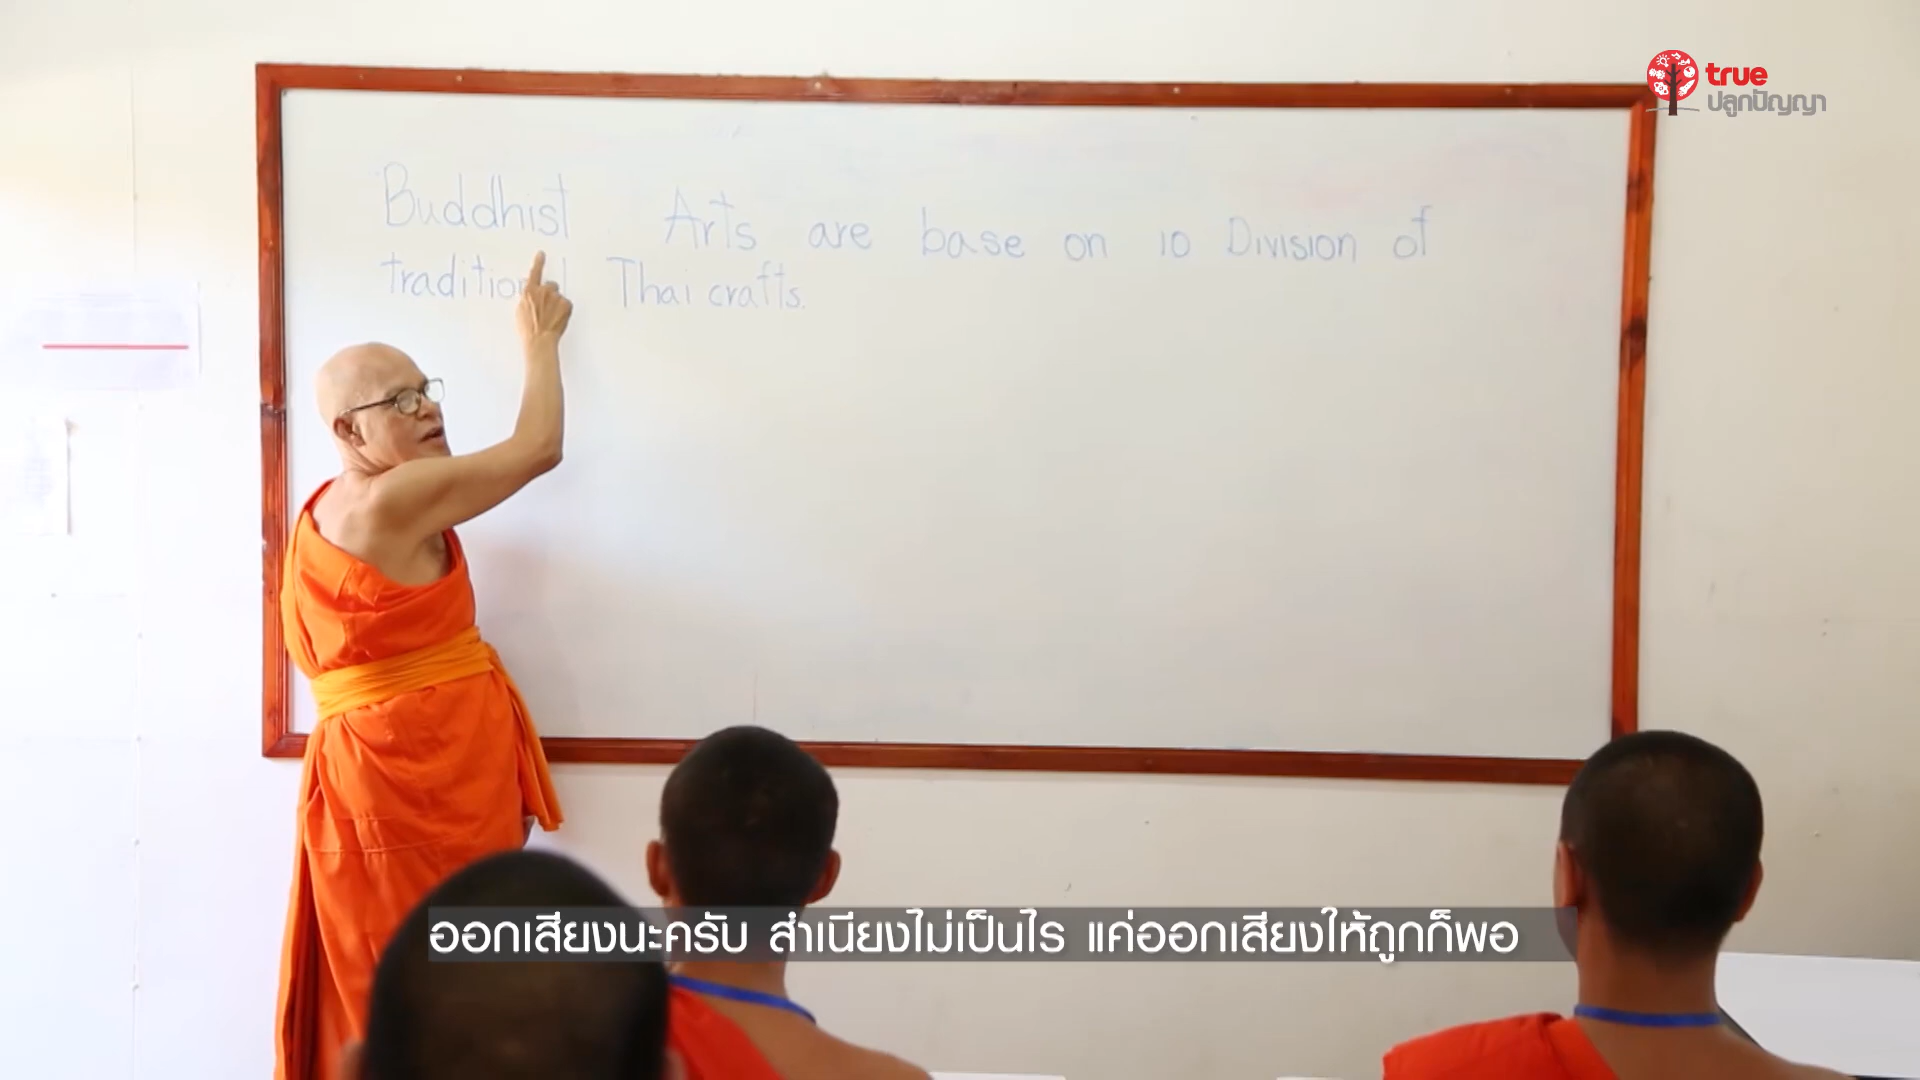 true
ปลูกปัญญา
Buddhist Arts are base on 10 Division of
traditional Thai crafts.
ออกเสียงนะครับ สำเนียงไม่เป็นไร แค่ออกเสียงให้ถูกก็พอ